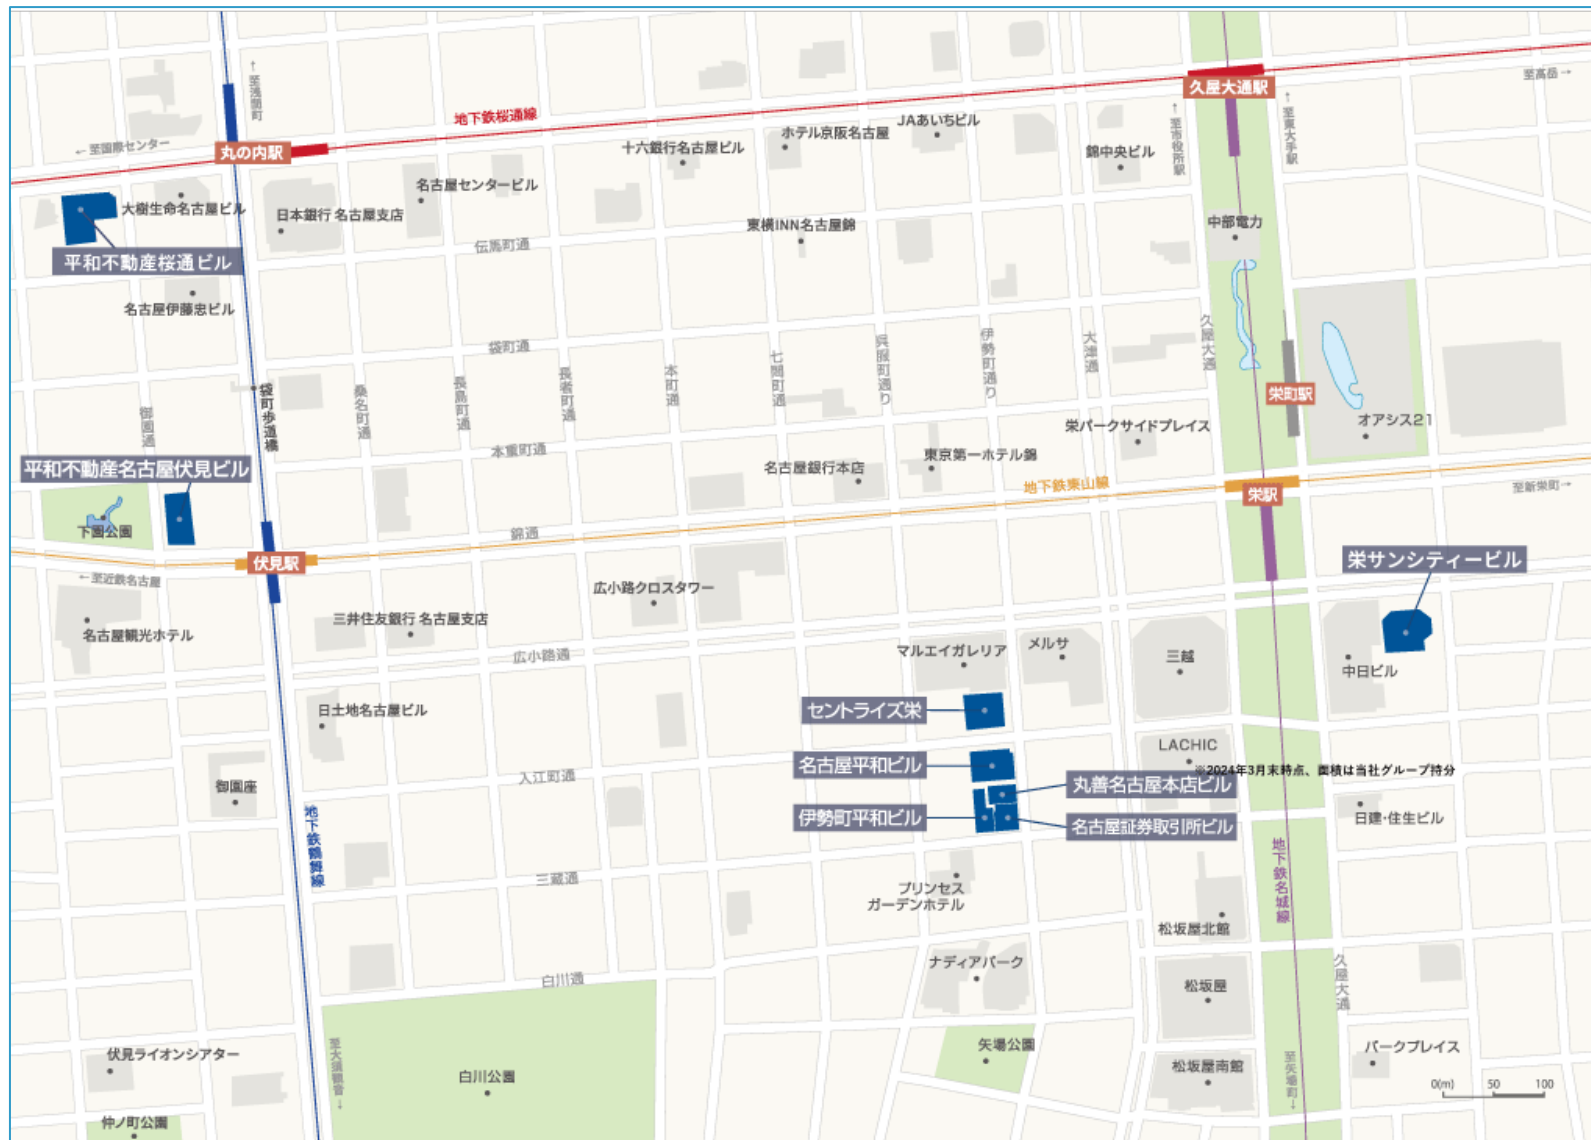 至浅間町
地下鉄桜通線
久屋大通駅
至高岳→
←至国際センター
丸の内駅
十六銀行名古屋ビル
ホテル京阪名古屋
JAあいちビル
至市役所駅
至東大手駅
錦中央ビル
大樹生命名古屋ビル
日本銀行 名古屋支店
名古屋センタービル
東横INN名古屋錦
中部電力
伝馬町通
平和不動産桜通ビル
名古屋伊藤忠ビル
袋町通
桑名町通
長島町通
長者町通
本町通
七間町通
呉服町通り
伊勢町通り
大津通
久屋大通
栄町駅
オアシス21
御園通
袋町歩道橋
本重町通
名古屋銀行本店
東京第一ホテル錦
栄パークサイドプレイス
平和不動産名古屋伏見ビル
地下鉄東山線
栄駅
至新栄町→
下園公園
錦通
伏見駅
←至近鉄名古屋
栄サンシティービル
名古屋観光ホテル
三井住友銀行 名古屋支店
広小路クロスタワー
広小路通
マルエイガレリア
メルサ
三越
中日ビル
日土地名古屋ビル
セントライズ栄
LACHIC
※2024年3月末時点、面積は当社グループ持分
入江町通
名古屋平和ビル
丸善名古屋本店ビル
御園座
伊勢町平和ビル
名古屋証券取引所ビル
日建・住生ビル
地下鉄鶴舞線
地下鉄名城線
三蔵通
プリンセス
ガーデンホテル
松坂屋北館
白川通
ナディアパーク
松坂屋
久屋大通
伏見ライオンシアター
至大須観音→
白川公園
矢場公園
松坂屋南館
至矢場町→
パークプレイス
0(m) 50 100
仲ノ町公園